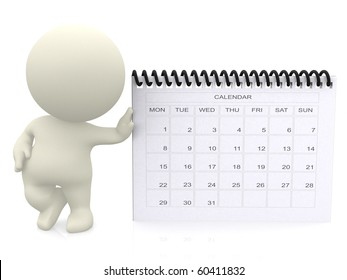 CALENDAR
MON TUE WED THU FRI SAT SUN
1 2 3 4 5 6 7
8 9 10 11 12 13 14
15 16 17 18 19 20 21
22 23 24 25 26 27 28
29 30 31
shutterstock.com · 60411832